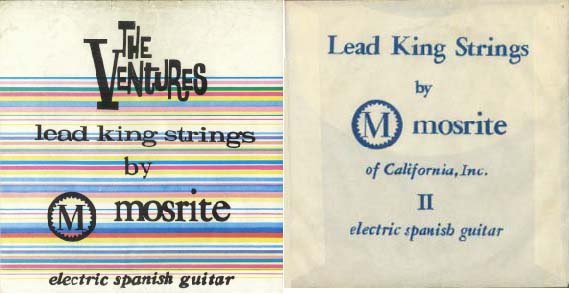 THE
VENTURES
lead king strings
by
M mosrite
electric spanish guitar
Lead King Strings
by
M mosrite
of California, Inc.
II
electric spanish guitar